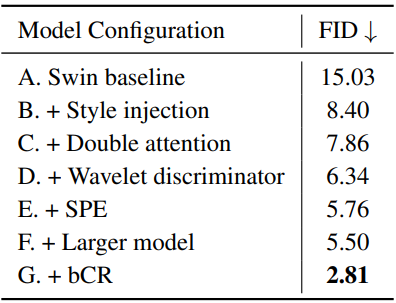 Model Configuration FID ↓
A. Swin baseline 15.03
B. + Style injection 8.40
C. + Double attention 7.86
D. + Wavelet discriminator 6.34
E. + SPE 5.76
F. + Larger model 5.50
G. + bCR 2.81